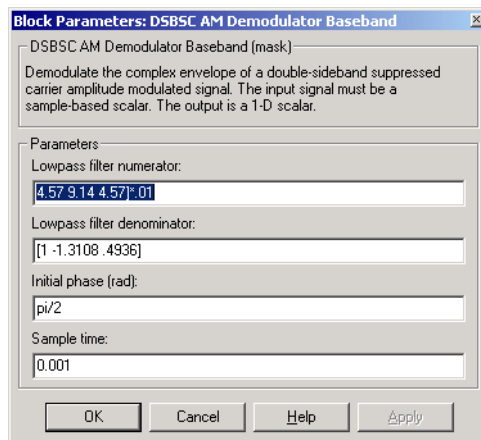 Block Parameters: DSBSC AM Demodulator Baseband
DSBSC AM Demodulator Baseband (mask)
Demodulate the complex envelope of a double-sideband suppressed
carrier amplitude modulated signal. The input signal must be a
sample-based scalar. The output is a 1-D scalar.
Parameters
Lowpass filter numerator:
4.57 9.14 4.57]*.01
Lowpass filter denominator:
[1 -1.3108 .4936]
Initial phase (rad):
pi/2
Sample time:
0.001
OK Cancel Help Apply